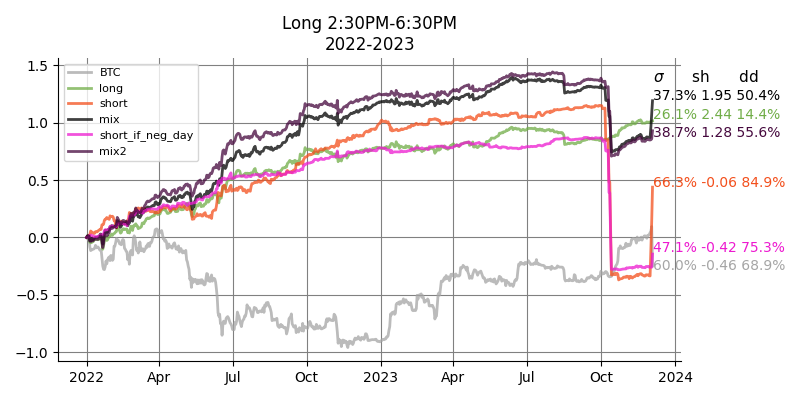 Long 2:30PM-6:30PM
2022-2023
σ sh dd
37.3% 1.95 50.4%
26.1% 2.44 14.4%
38.7% 1.28 55.6%
66.3% -0.06 84.9%
47.1% -0.42 75.3%
60.0% -0.46 68.9%
BTC
long
short
mix
short_if_neg_day
mix2
1.5
1.0
0.5
0.0
−0.5
−1.0
2022 Apr Jul Oct 2023 Apr Jul Oct 2024